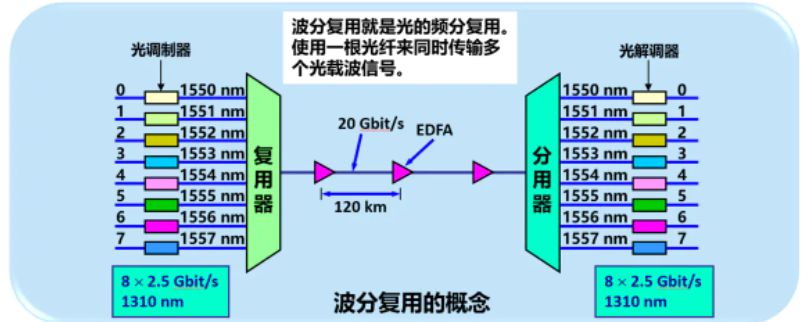 波分复用就是光的频分复用。
使用一根光纤来同时传输多
个光载波信号。
光调制器
光解调器
0 1550 nm
1 1551 nm
2 1552 nm
3 1553 nm
4 1554 nm
5 1555 nm
6 1556 nm
7 1557 nm
复用器
20 Gbit/s
EDFA
120 km
分用器
1550 nm 0
1551 nm 1
1552 nm 2
1553 nm 3
1554 nm 4
1555 nm 5
1556 nm 6
1557 nm 7
8 × 2.5 Gbit/s
1310 nm
波分复用的概念
8 × 2.5 Gbit/s
1310 nm